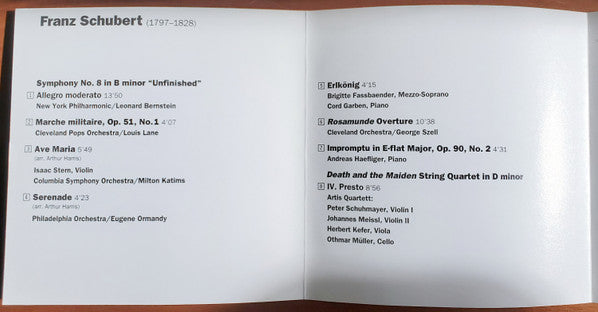 Franz Schubert (1797–1828)
Symphony No. 8 in B minor "Unfinished"
1 Allegro moderato 13'50
New York Philharmonic/Leonard Bernstein
2 Marche militaire, Op. 51, No.1 4'07
Cleveland Pops Orchestra/Louis Lane
3 Ave Maria 5'49
(arr. Arthur Harris)
Isaac Stern, Violin
Columbia Symphony Orchestra/Milton Katims
4 Serenade 4'23
(arr. Arthur Harris)
Philadelphia Orchestra/Eugene Ormandy
5 Erlkönig 4'15
Brigitte Fassbaender, Mezzo-Soprano
Cord Garben, Piano
6 Rosamunde Overture 10'38
Cleveland Orchestra/George Szell
7 Impromptu in E-flat Major, Op. 90, No. 2 4'31
Andreas Haefliger, Piano
Death and the Maiden String Quartet in D minor
8 IV. Presto 8'56
Artis Quartet:
Peter Schuhmayer, Violin I
Johannes Meissl, Violin II
Herbert Kefer, Viola
Othmar Müller, Cello